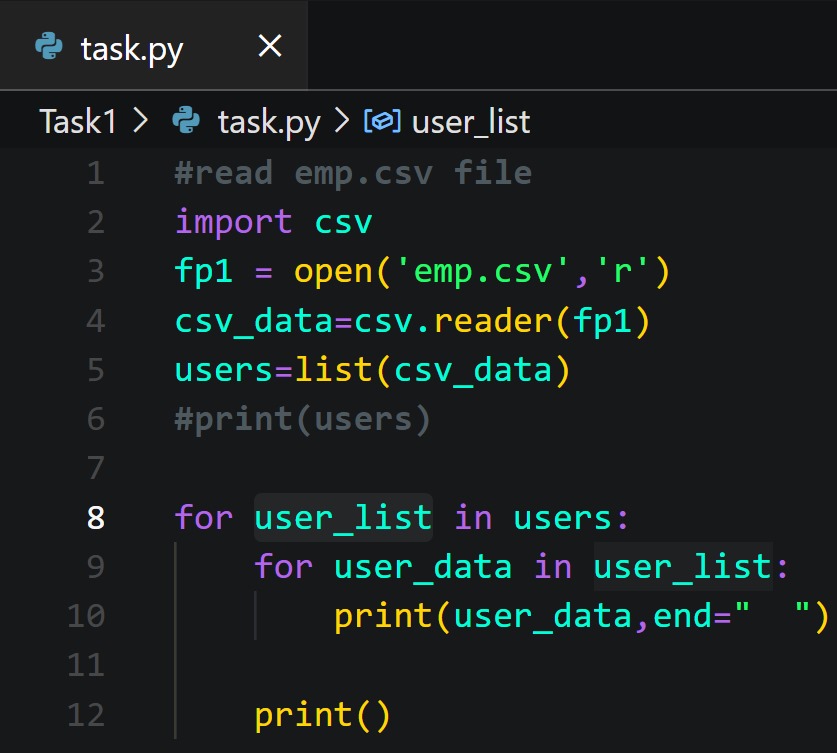 task.py ×
Task1 > task.py > user_list
1 #read emp.csv file
2 import csv
3 fp1 = open('emp.csv','r')
4 csv_data=csv.reader(fp1)
5 users=list(csv_data)
6 #print(users)
7
8 for user_list in users:
9     for user_data in user_list:
10         print(user_data,end="  ")
11
12     print()